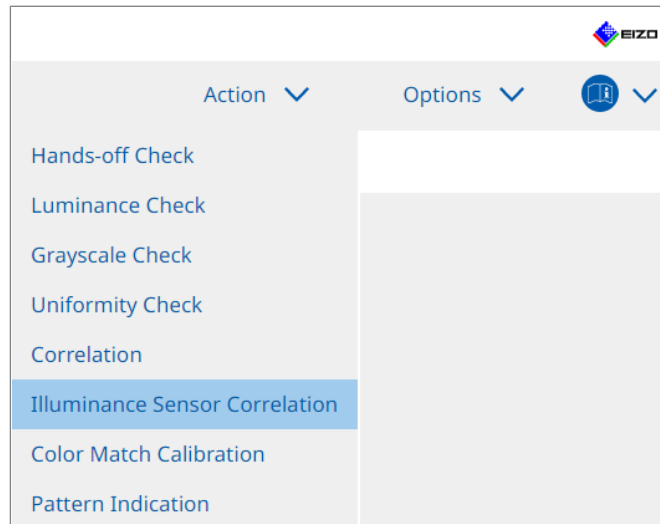 EIZO
Action Options
Hands-off Check
Luminance Check
Grayscale Check
Uniformity Check
Correlation
Illuminance Sensor Correlation
Color Match Calibration
Pattern Indication